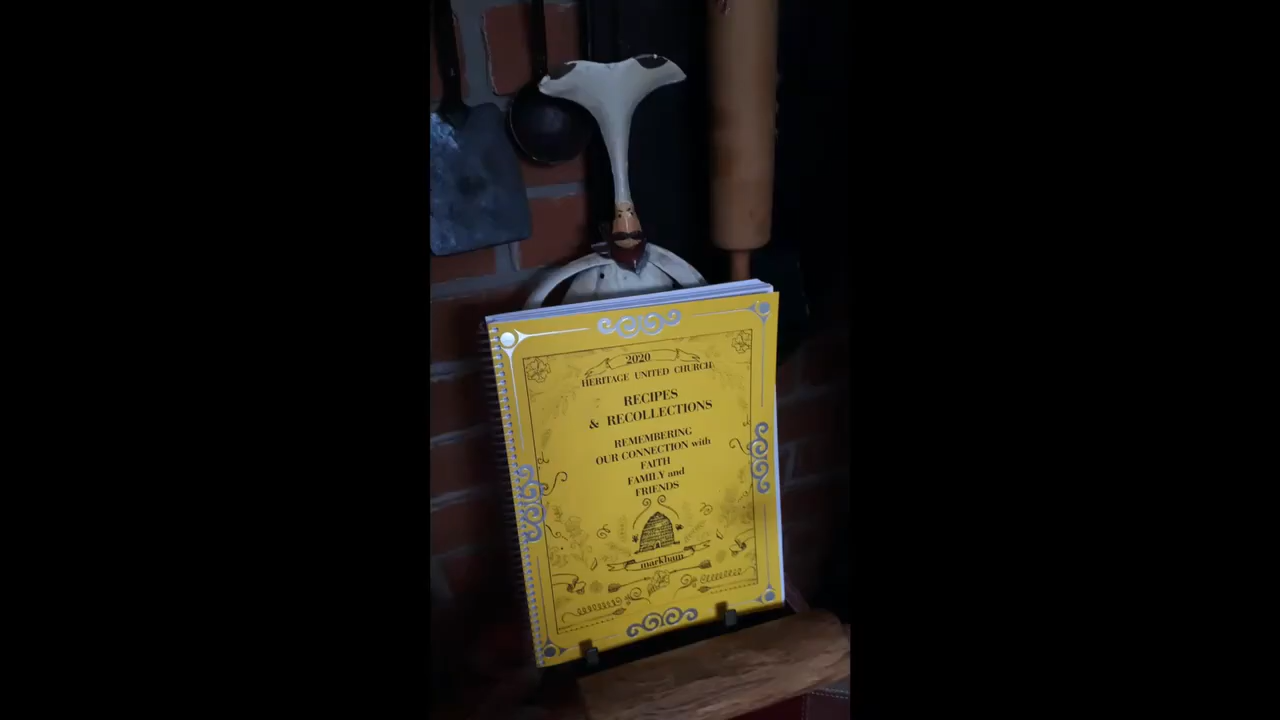 2020
HERITAGE UNITED CHURCH
RECIPES
& RECOLLECTIONS
REMEMBERING
OUR CONNECTION with
FAITH
FAMILY and
FRIENDS
markham